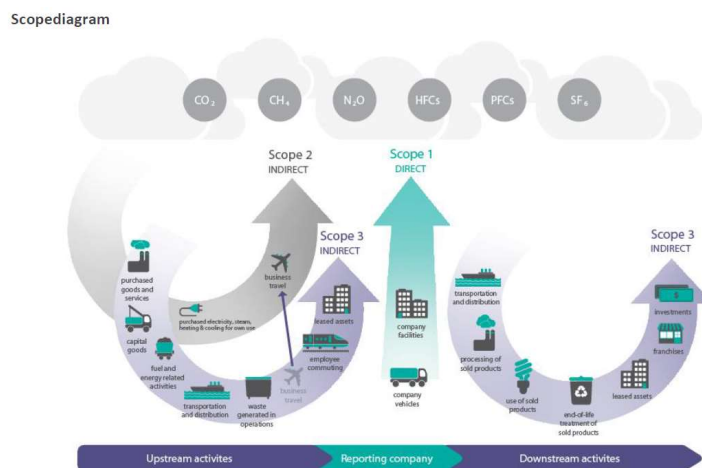 Scopediagram
CO2
CH4
N2O
HFCs
PFCs
SF6
Scope 2
INDIRECT
Scope 1
DIRECT
Scope 3
INDIRECT
Scope 3
INDIRECT
purchased
goods and
services
capital
goods
fuel and
energy related
activities
transportation
and distribution
waste
generated in
operations
business
travel
purchased electricity, steam,
heating & cooling for own use
business
travel
leased assets
employee
commuting
company
facilities
company
vehicles
transportation
and distribution
processing of
sold products
use of sold
products
end-of-life
treatment of
sold products
leased assets
franchises
investments
$
Upstream activites
Reporting company
Downstream activites